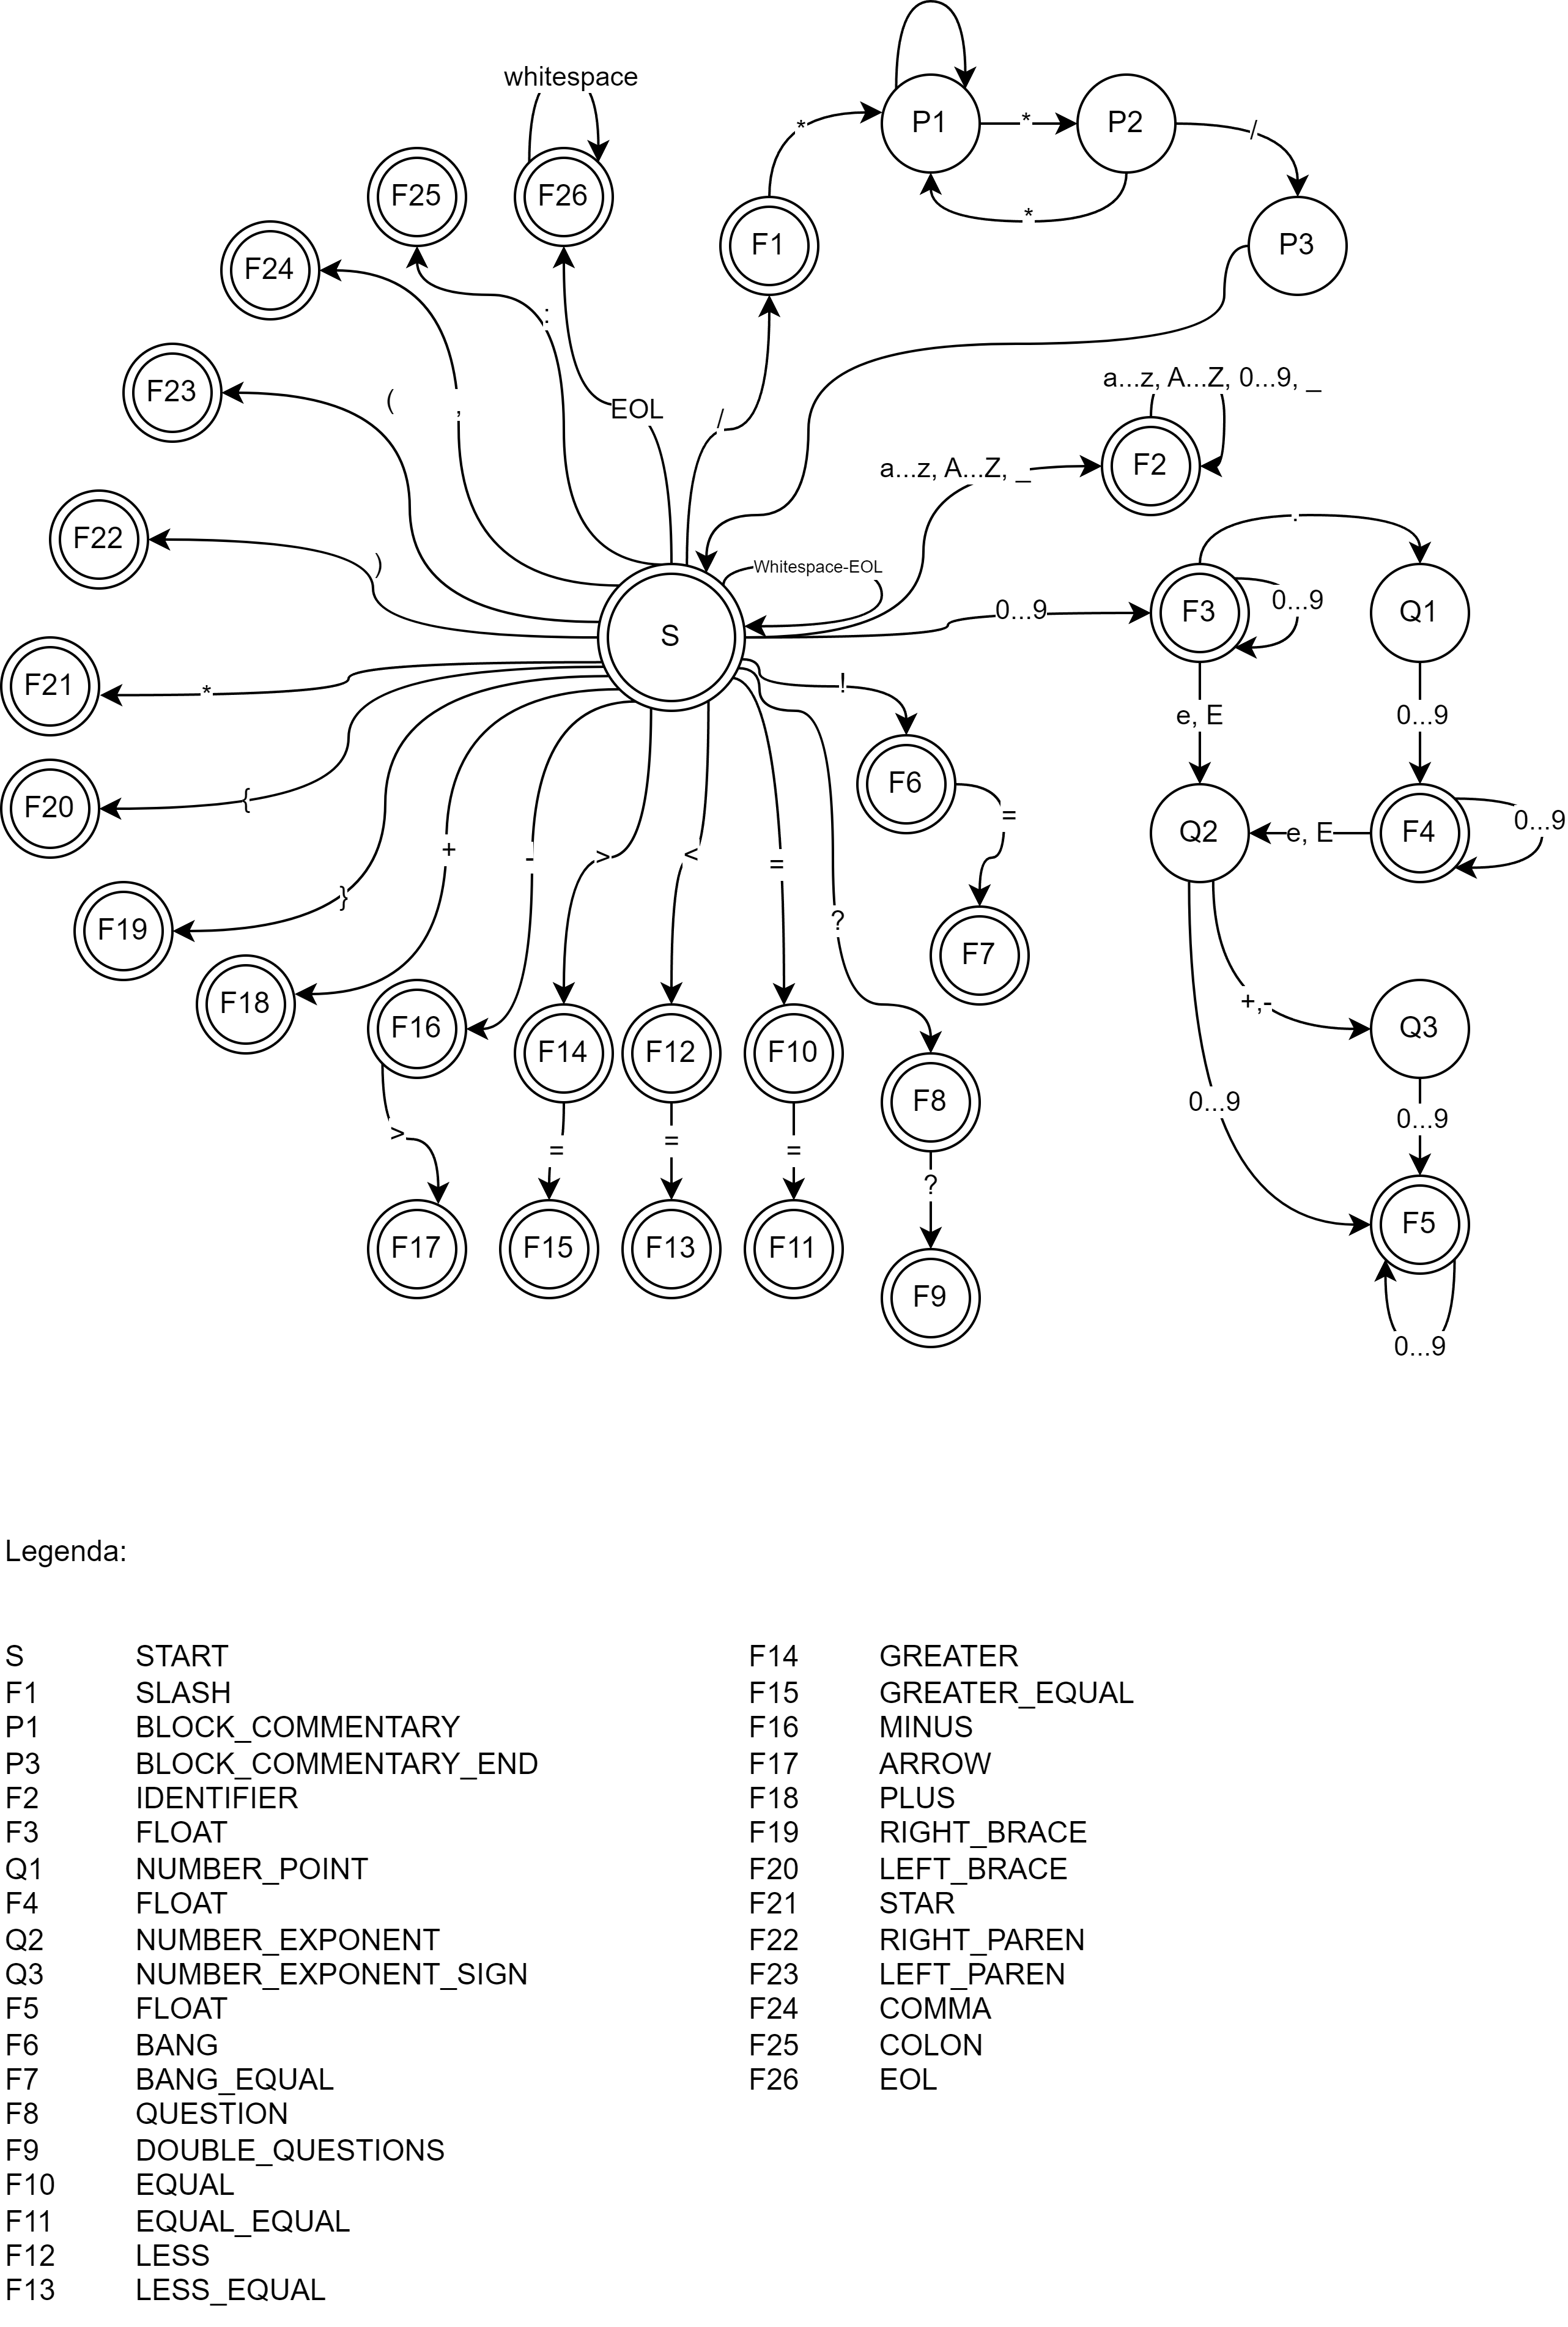 whitespace
P1
*
P2
/
*
F25
F26
*
F1
P3
F24
:
(
,
EOL
/
F23
a...z, A...Z, 0...9, _
a...z, A...Z, _
F2
.
F22
)
Whitespace-EOL
S
0...9
F3
0...9
Q1
F21
*
!
e, E
0...9
F20
{
F6
=
Q2
e, E
F4
0...9
+
-
>
<
=
}
F19
?
F7
F18
F16
F14
F12
F10
+,-
Q3
F8
0...9
0...9
>
=
=
=
?
F17
F15
F13
F11
F9
F5
0...9
Legenda:
S START
F1 SLASH
P1 BLOCK_COMMENTARY
P3 BLOCK_COMMENTARY_END
F2 IDENTIFIER
F3 FLOAT
Q1 NUMBER_POINT
F4 FLOAT
Q2 NUMBER_EXPONENT
Q3 NUMBER_EXPONENT_SIGN
F5 FLOAT
F6 BANG
F7 BANG_EQUAL
F8 QUESTION
F9 DOUBLE_QUESTIONS
F10 EQUAL
F11 EQUAL_EQUAL
F12 LESS
F13 LESS_EQUAL
F14 GREATER
F15 GREATER_EQUAL
F16 MINUS
F17 ARROW
F18 PLUS
F19 RIGHT_BRACE
F20 LEFT_BRACE
F21 STAR
F22 RIGHT_PAREN
F23 LEFT_PAREN
F24 COMMA
F25 COLON
F26 EOL